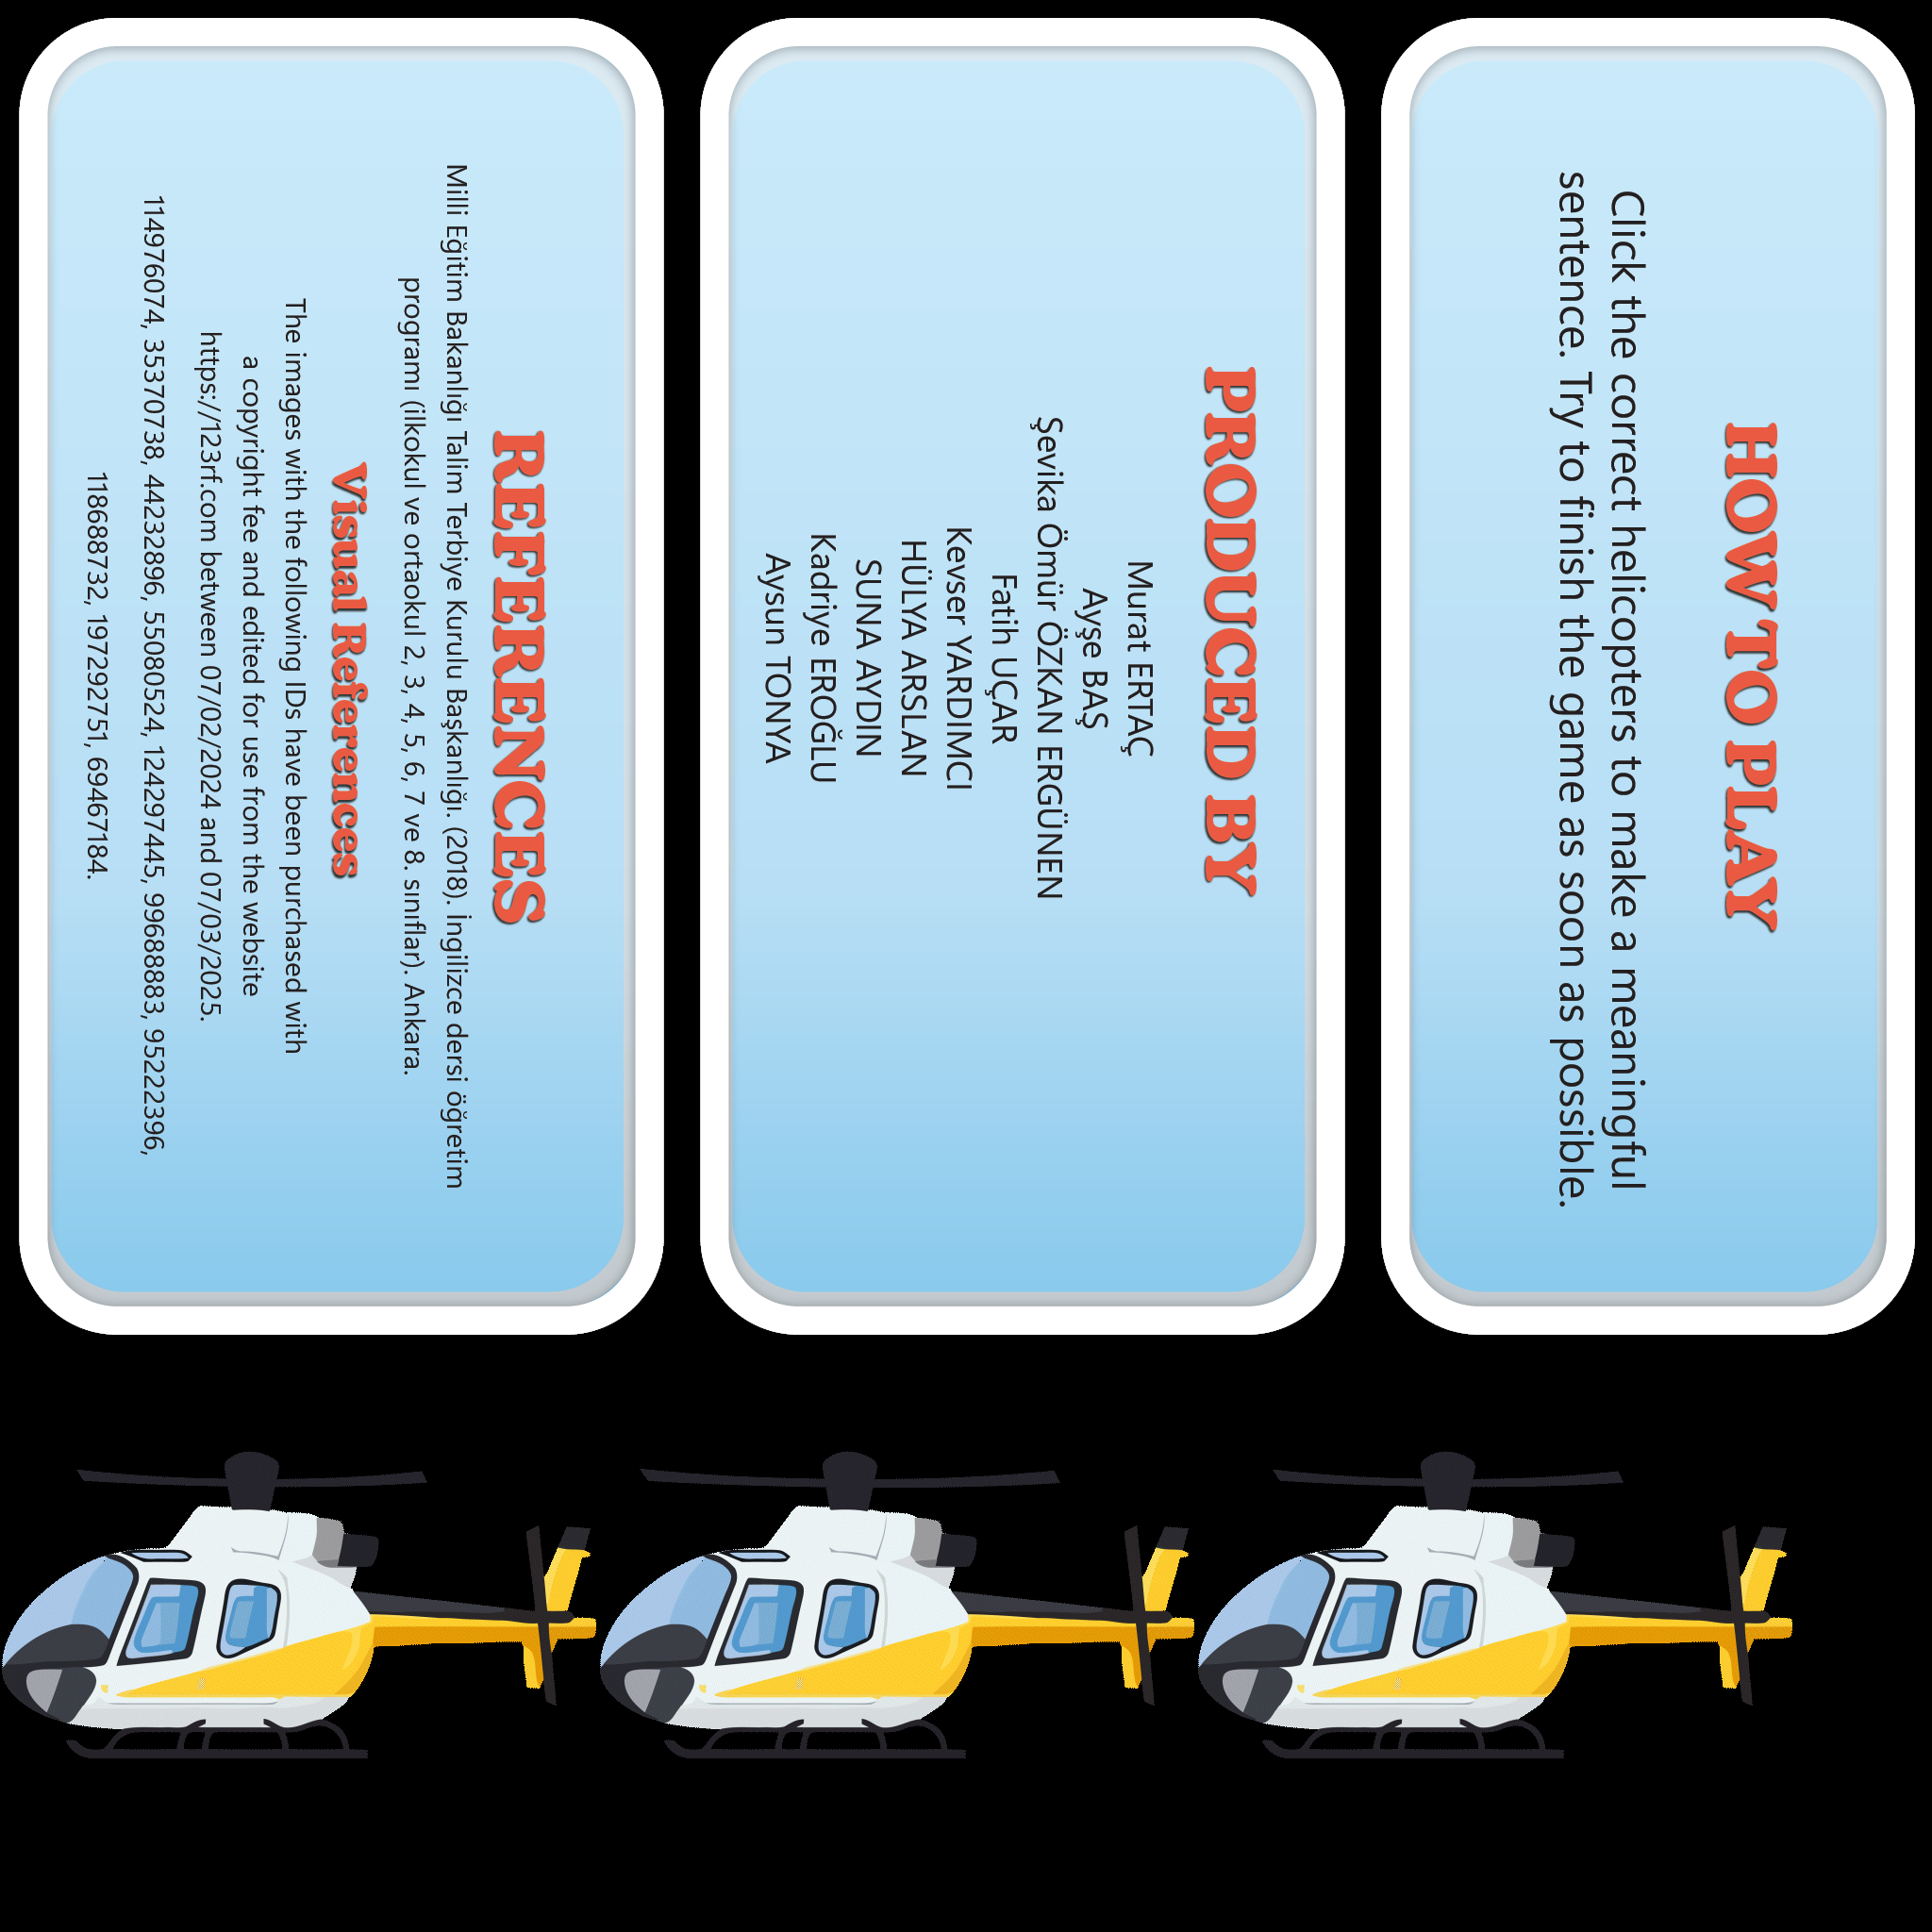 REFERENCES
Milli Eğitim Bakanlığı Talim Terbiye Kurulu Başkanlığı. (2018). İngilizce dersi öğretim
programı (ilkokul ve ortaokul 2, 3, 4, 5, 6, 7 ve 8. sınıflar). Ankara.
Visual References
The images with the following IDs have been purchased with
a copyright fee and edited for use from the website
https://123rf.com between 07/02/2024 and 07/03/2025.
114976074, 35370738, 44232896, 55080524, 124297445, 99688883, 95222396,
118688732, 197292751, 69467184.
PRODUCED BY
Murat ERTAÇ
Ayşe BAŞ
Şevika Ömür ÖZKAN ERGÜNEN
Fatih UÇAR
Kevser YARDIMCI
HÜLYA ARSLAN
SUNA AYDIN
Kadriye EROĞLU
Aysun TONYA
HOW TO PLAY
Click the correct helicopters to make a meaningful
sentence. Try to finish the game as soon as possible.